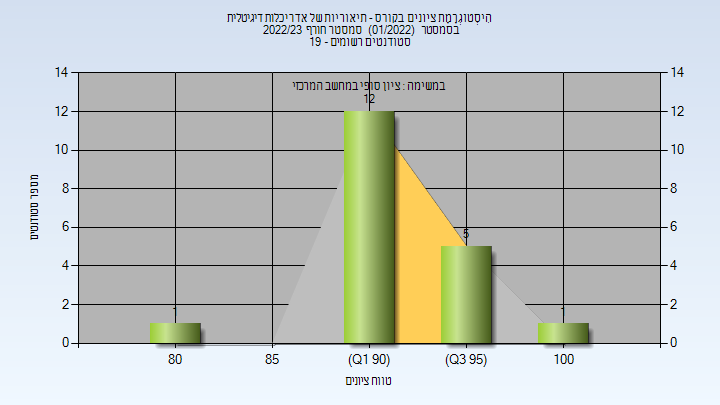 היסטוגרמת ציונים בקורס - תיאוריות של אדריכלות דיגיטלית
בסמסטר (01/2022) סמסטר חורף 2022/23
סטודנטים רשומים - 19
במשימה : ציון סופי במחשב המרכזי
14
12
10
8
6
4
2
0
14
12
10
8
6
4
2
0
מספר סטודנטים
1
12
5
1
80
85
(Q1 90)
(Q3 95)
100
טווח ציונים